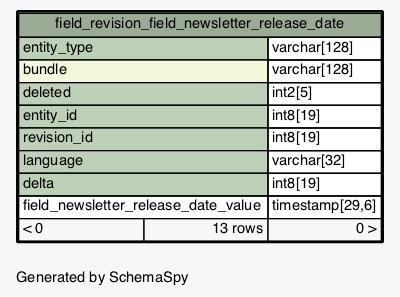 field_revision_field_newsletter_release_date
entity_type varchar[128]
bundle varchar[128]
deleted int2[5]
entity_id int8[19]
revision_id int8[19]
language varchar[32]
delta int8[19]
field_newsletter_release_date_value timestamp[29,6]
< 0 13 rows 0 >
Generated by SchemaSpy